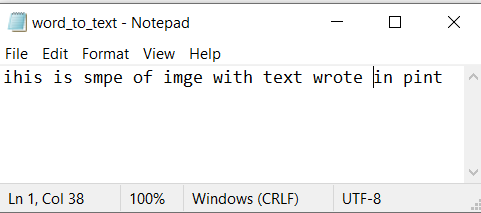 word_to_text - Notepad
File Edit Format View Help
ihis is smpe of imge with text wrote in pint
Ln 1, Col 38 100% Windows (CRLF) UTF-8